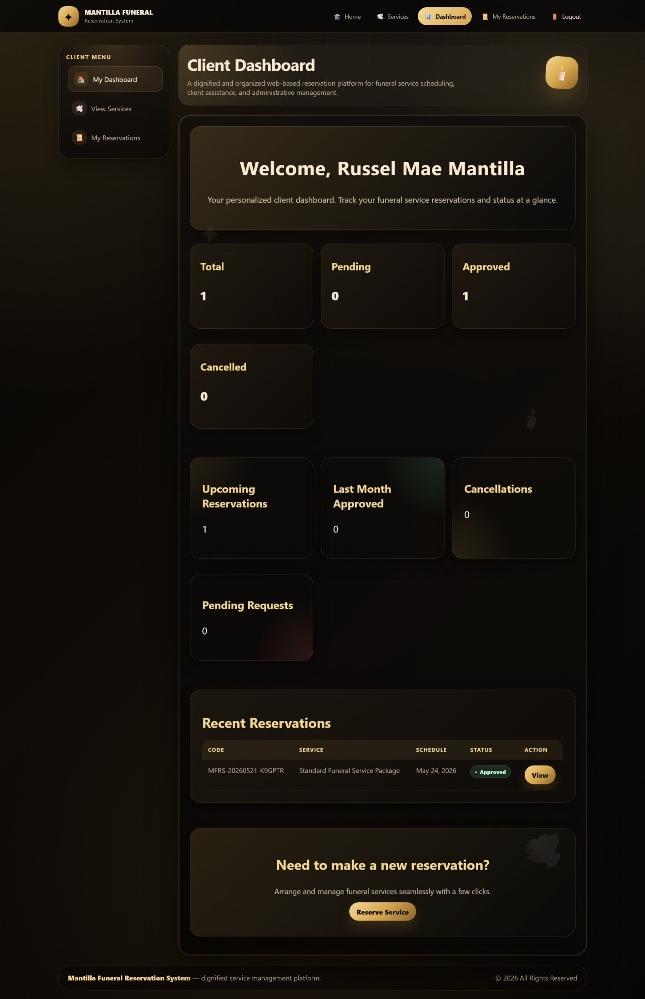 MANTILLA FUNERAL
Reservation System
Home
Services
Dashboard
My Reservations
Logout
CLIENT MENU
My Dashboard
View Services
My Reservations
Client Dashboard
A dignified and organized web-based reservation platform for funeral service scheduling,
client assistance, and administrative management.
Welcome, Russel Mae Mantilla
Your personalized client dashboard. Track your funeral service reservations and status at a glance.
Total
1
Pending
0
Approved
1
Cancelled
0
Upcoming
Reservations
1
Last Month
Approved
0
Cancellations
0
Pending Requests
0
Recent Reservations
CODE SERVICE SCHEDULE STATUS ACTION
MFRS-20260521-K9GPTR Standard Funeral Service Package May 24, 2026 • Approved View
Need to make a new reservation?
Arrange and manage funeral services seamlessly with a few clicks.
Reserve Service
Mantilla Funeral Reservation System — dignified service management platform.
© 2026 All Rights Reserved